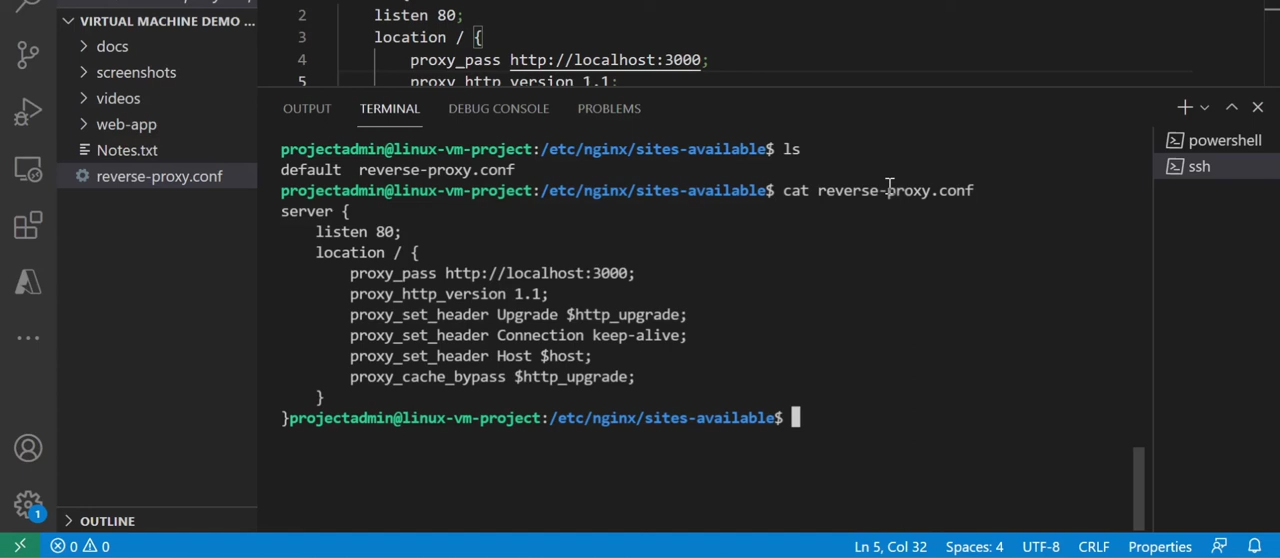 VIRTUAL MACHINE DEMO ...
docs
screenshots
videos
web-app
Notes.txt
reverse-proxy.conf
OUTLINE
2 listen 80;
3 location / {
4 proxy_pass http://localhost:3000;
5 proxy_http_version 1.1;
OUTPUT TERMINAL DEBUG CONSOLE PROBLEMS
projectadmin@linux-vm-project:/etc/nginx/sites-available$ ls
default reverse-proxy.conf
projectadmin@linux-vm-project:/etc/nginx/sites-available$ cat reverse-proxy.conf
server {
listen 80;
location / {
proxy_pass http://localhost:3000;
proxy_http_version 1.1;
proxy_set_header Upgrade $http_upgrade;
proxy_set_header Connection keep-alive;
proxy_set_header Host $host;
proxy_cache_bypass $http_upgrade;
}
}projectadmin@linux-vm-project:/etc/nginx/sites-available$
powershell
ssh
1
0 0 Ln 5, Col 32 Spaces: 4 UTF-8 CRLF Properties